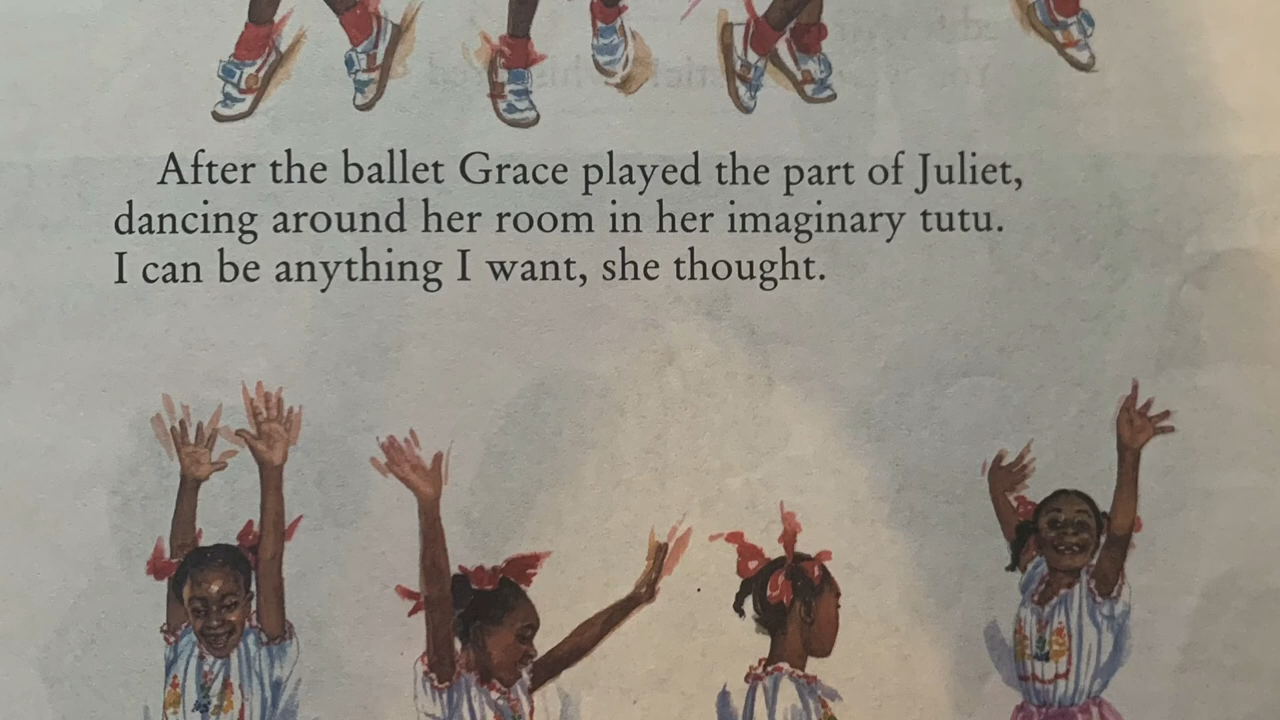 After the ballet Grace played the part of Juliet,
dancing around her room in her imaginary tutu.
I can be anything I want, she thought.